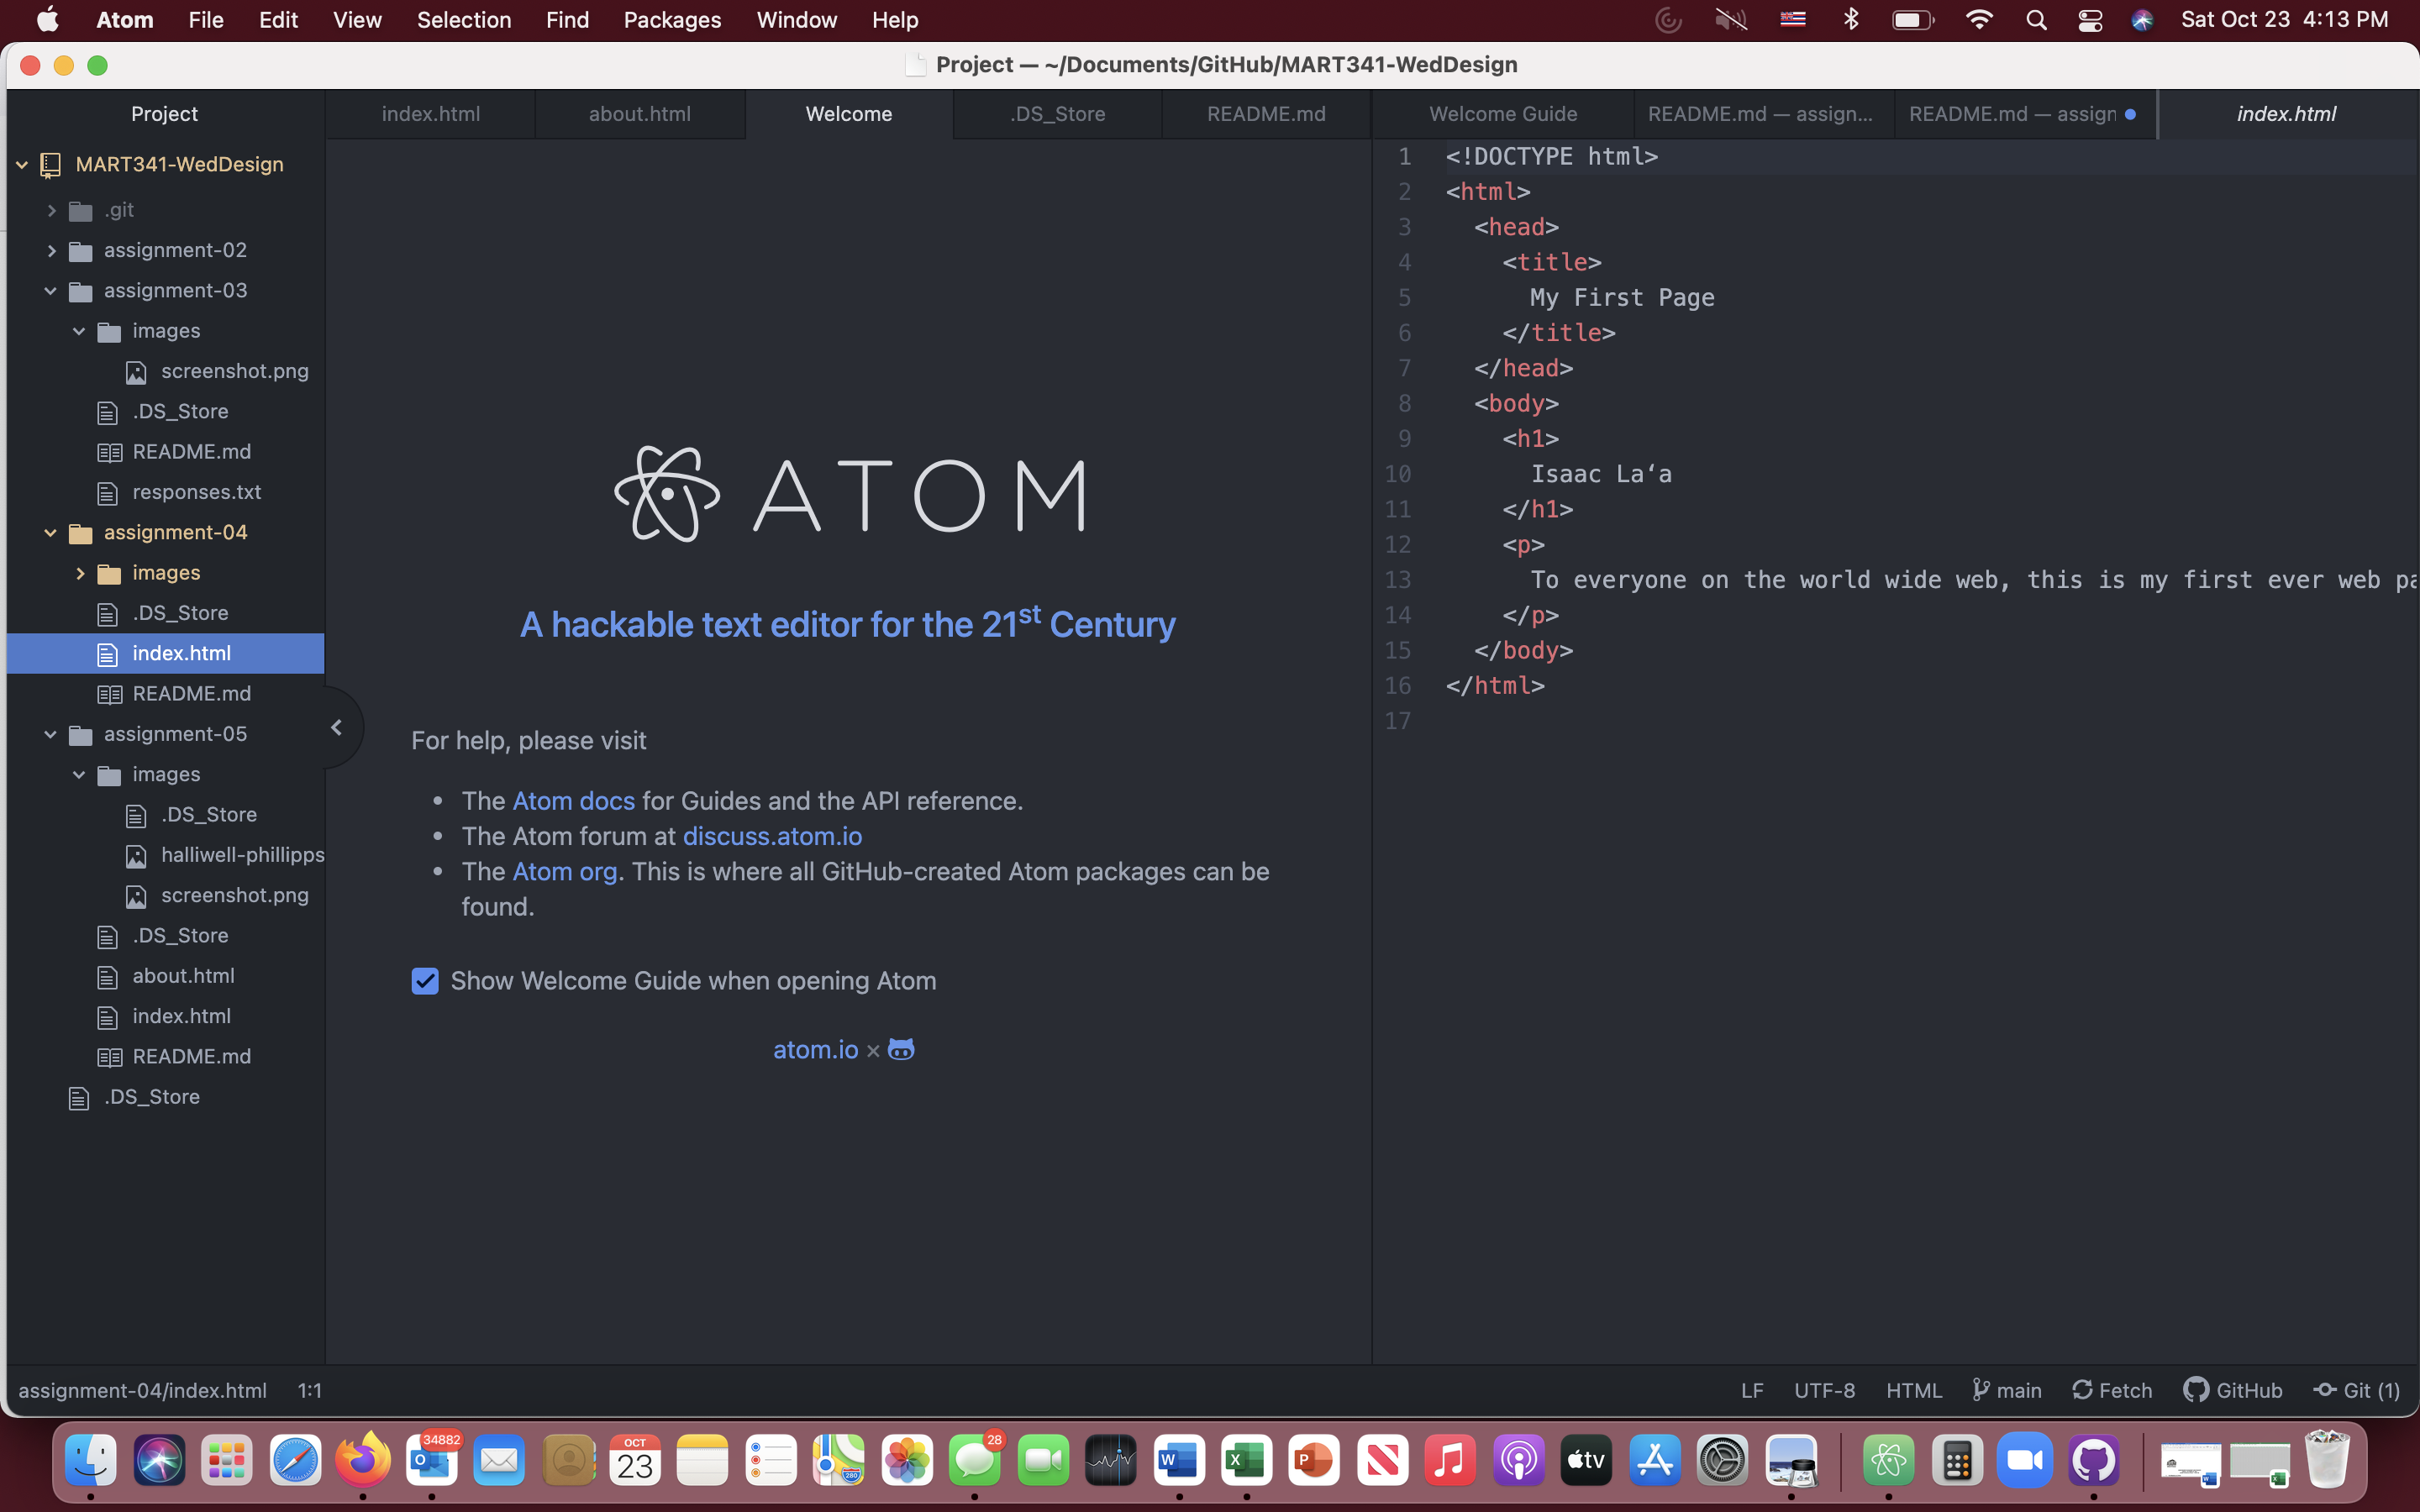 Atom File Edit View Selection Find Packages Window Help Sat Oct 23 4:13 PM
Project — ~/Documents/GitHub/MART341-WedDesign
Project
index.html about.html Welcome .DS_Store README.md Welcome Guide README.md — assign... README.md — assign index.html
MART341-WedDesign
.git
assignment-02
assignment-03
images
screenshot.png
.DS_Store
README.md
responses.txt
assignment-04
images
.DS_Store
index.html
README.md
assignment-05
images
.DS_Store
halliwell-phillipps
screenshot.png
.DS_Store
about.html
index.html
README.md
.DS_Store
ATOM
A hackable text editor for the 21st Century
For help, please visit
• The Atom docs for Guides and the API reference.
• The Atom forum at discuss.atom.io
• The Atom org. This is where all GitHub-created Atom packages can be
found.
Show Welcome Guide when opening Atom
atom.io ×
1 <!DOCTYPE html>
2 <html>
3 <head>
4 <title>
5 My First Page
6 </title>
7 </head>
8 <body>
9 <h1>
10 Isaac Laʻa
11 </h1>
12 <p>
13 To everyone on the world wide web, this is my first ever web pa
14 </p>
15 </body>
16 </html>
17
assignment-04/index.html 1:1 LF UTF-8 HTML main Fetch GitHub Git (1)
34882
OCT
23
280
28
W
X
P
tv